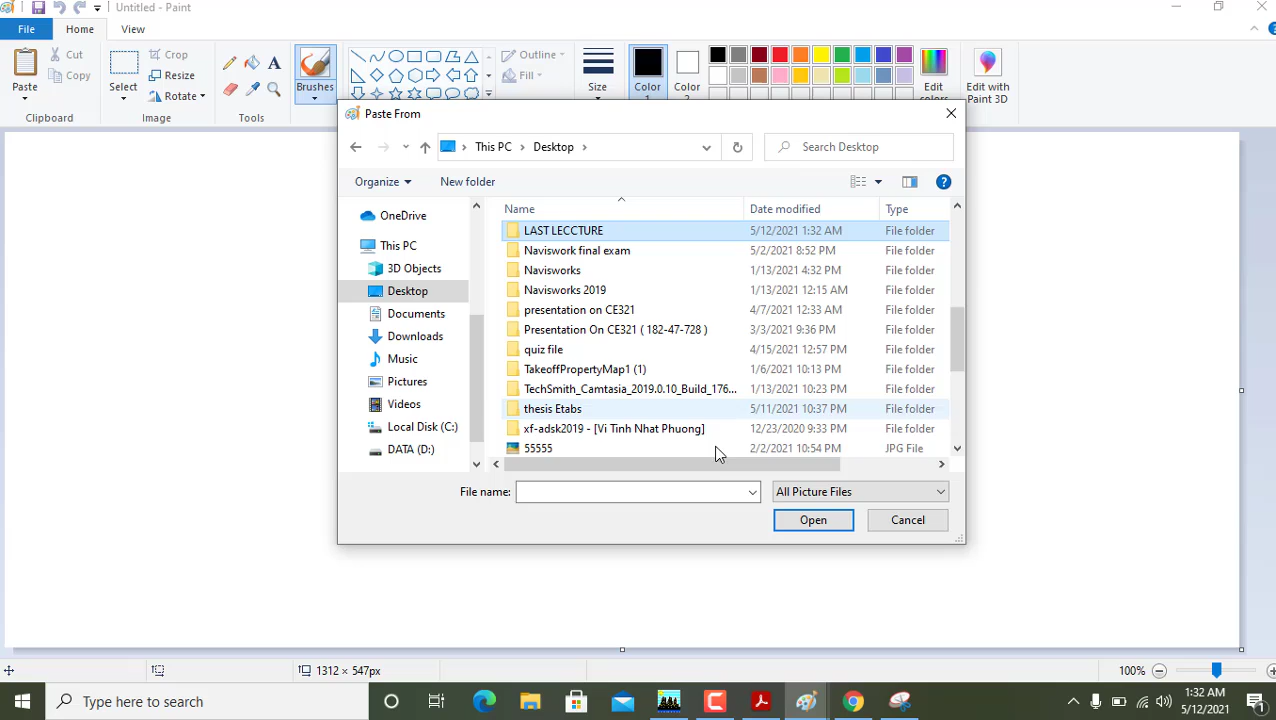 Untitled - Paint
File
Home
View
Paste
Cut
Copy
Clipboard
Select
Crop
Resize
Rotate
Image
Tools
Brushes
Outline
Fill
Size
Color
1
Color
Edit
colors
Edit with
Paint 3D
Paste From
This PC
Desktop
Search Desktop
Organize
New folder
OneDrive
This PC
3D Objects
Desktop
Documents
Downloads
Music
Pictures
Videos
Local Disk (C:)
DATA (D:)
Name
Date modified
Type
LAST LECCTURE 5/12/2021 1:32 AM File folder
Naviswork final exam 5/2/2021 8:52 PM File folder
Navisworks 1/13/2021 4:32 PM File folder
Navisworks 2019 1/13/2021 12:15 AM File folder
presentation on CE321 4/7/2021 12:33 AM File folder
Presentation On CE321 ( 182-47-728 ) 3/3/2021 9:36 PM File folder
quiz file 4/15/2021 12:57 PM File folder
TakeoffPropertyMap1 (1) 1/6/2021 10:13 PM File folder
TechSmith_Camtasia_2019.0.10_Build_176... 1/13/2021 10:23 PM File folder
thesis Etabs 5/11/2021 10:37 PM File folder
xf-adsk2019 - [Vi Tinh Nhat Phuong] 12/23/2020 9:33 PM File folder
55555 2/2/2021 10:54 PM JPG File
File name:
All Picture Files
Open
Cancel
1312 × 547px
100%
Type here to search
1:32 AM
5/12/2021
1